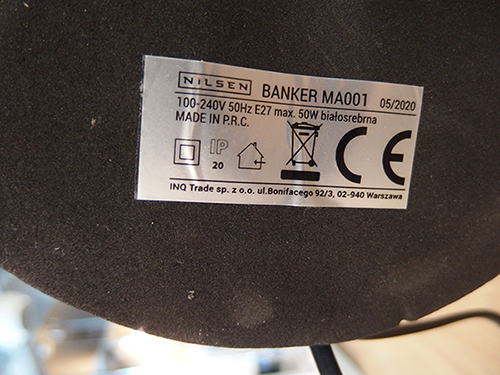 NILSEN BANKER MA001 05/2020
100-240V 50Hz E27 max. 50W białosrebrna
MADE IN P.R.C.
IP
20
CE
INQ Trade sp. z o.o. ul.Bonifacego 92/3, 02-940 Warszawa